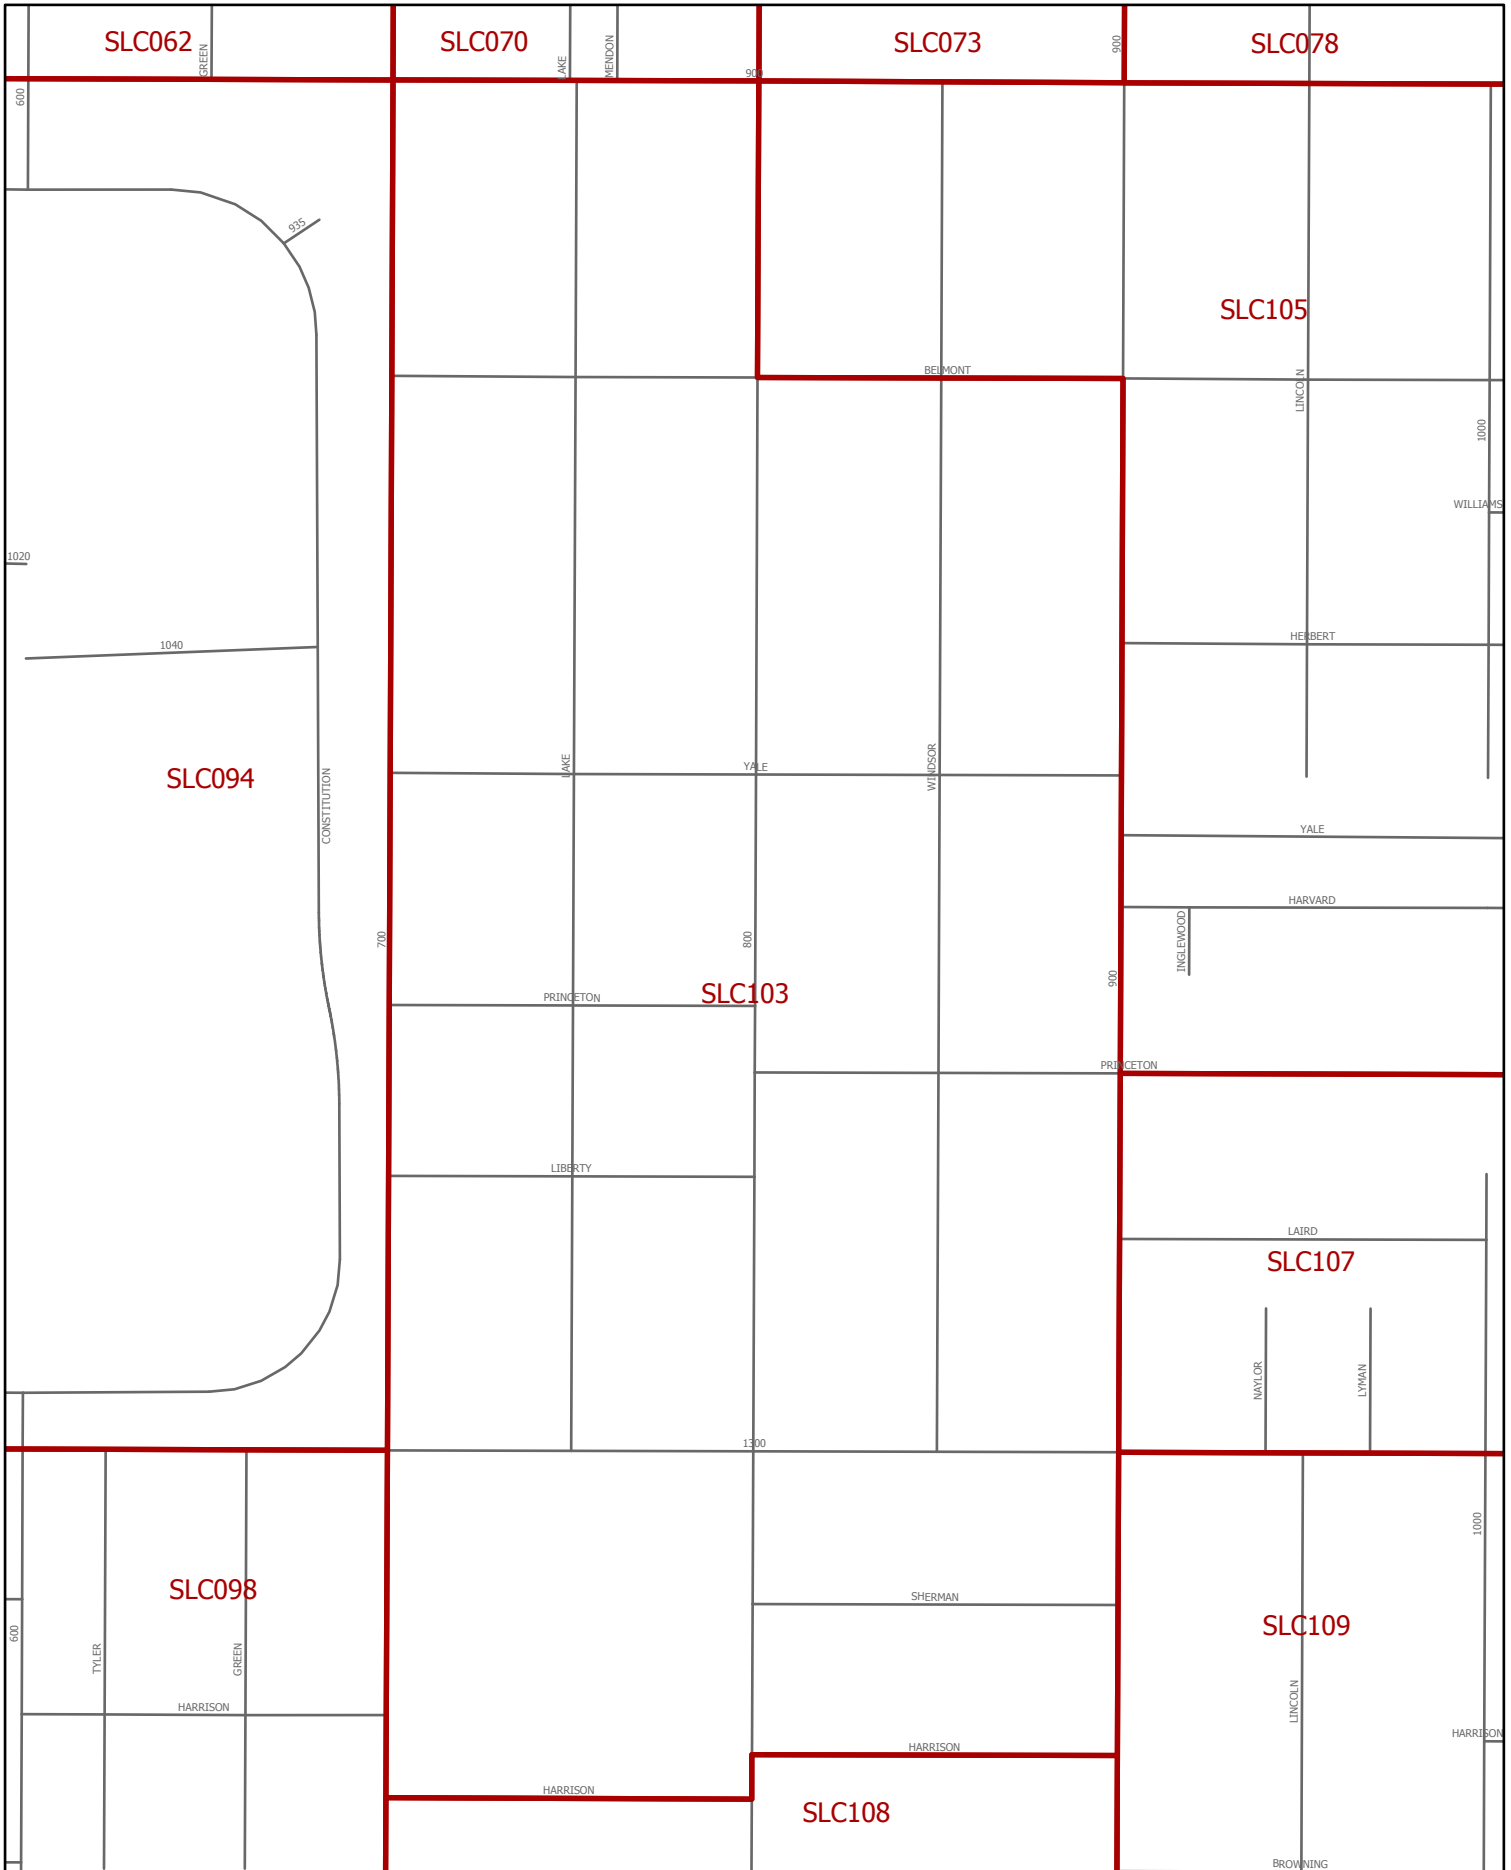 SLC062
GREEN
SLC070
LAKE
MENDON
900
SLC073
900
SLC078
600
935
SLC105
BELMONT
LINCOLN
1000
WILLIAMS
1020
1040
HERBERT
SLC094
CONSTITUTION
LAKE
YALE
WINDSOR
YALE
HARVARD
INGLEWOOD
700
800
900
PRINCETON
SLC103
PRINCETON
LIBERTY
LAIRD
SLC107
NAYLOR
LYMAN
1300
1000
SLC098
SHERMAN
SLC109
600
TYLER
GREEN
LINCOLN
HARRISON
HARRISON
HARRISON
HARRISON
SLC108
BROWNING